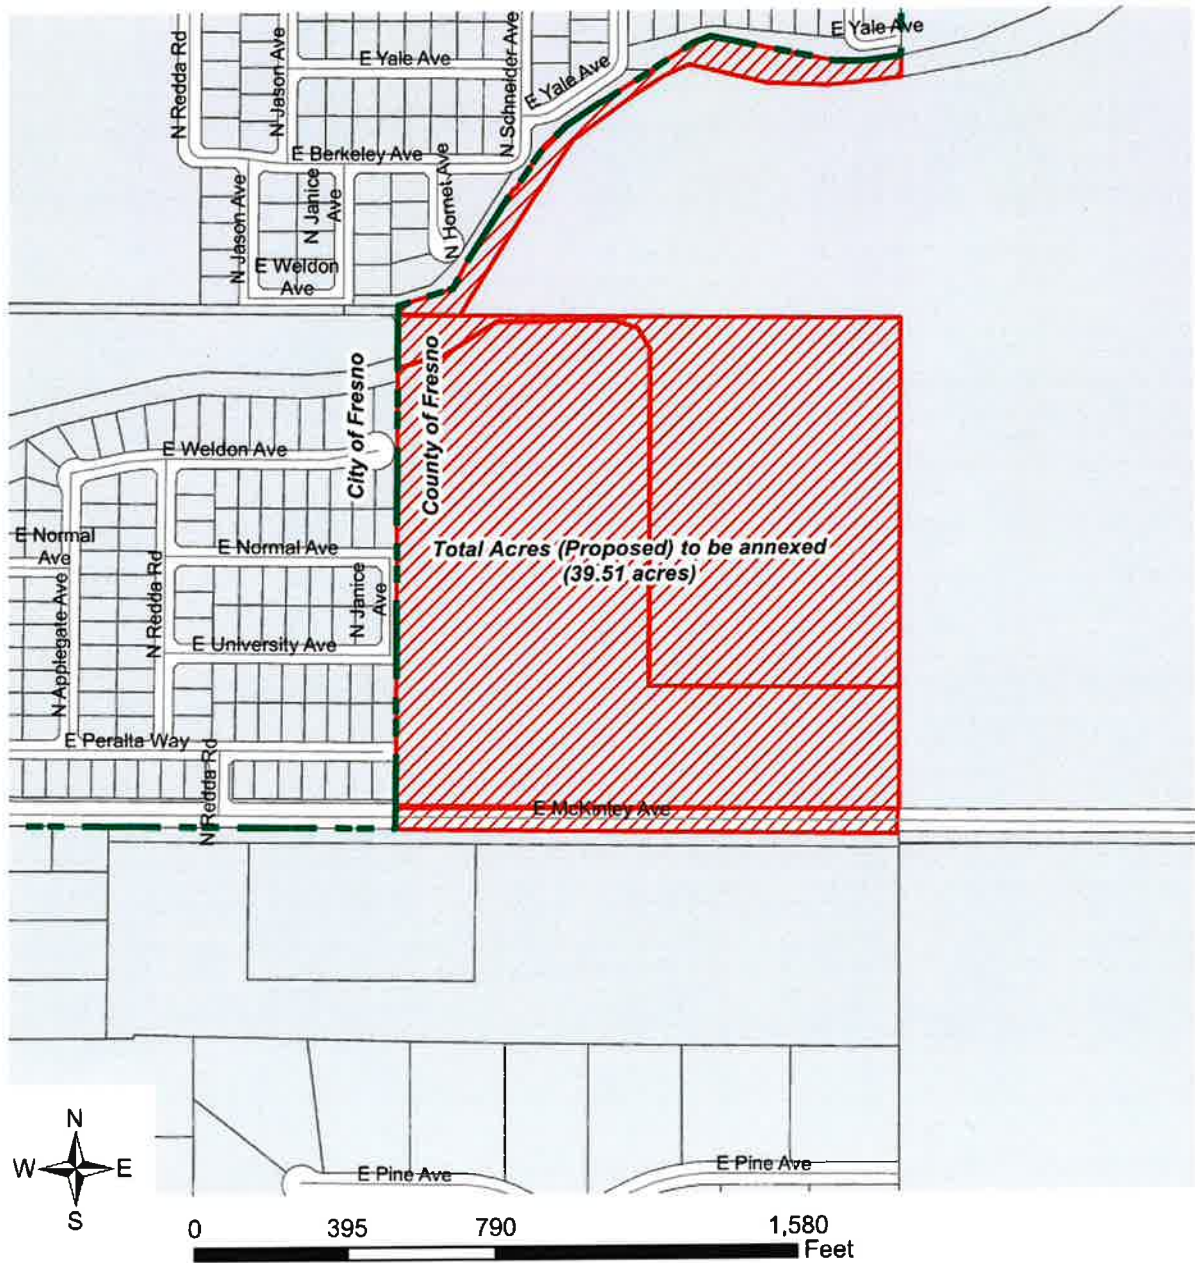 E Yale Ave
E Yale Ave
N Redda Rd
N Jason Ave
N Schneider Ave
E Yale Ave
E Berkeley Ave
N Jason Ave
N Janice
Ave
N Hornet Ave
E Weldon
Ave
City of Fresno
County of Fresno
E Weldon Ave
E Normal
Ave
E Normal Ave
Total Acres (Proposed) to be annexed
(39.51 acres)
N Applegate Ave
N Redda Rd
N Janice
Ave
E University Ave
E Peralta Way
N Redda Rd
E McKinley Ave
E Pine Ave
E Pine Ave
N
W E
S
0 395 790 1,580
Feet